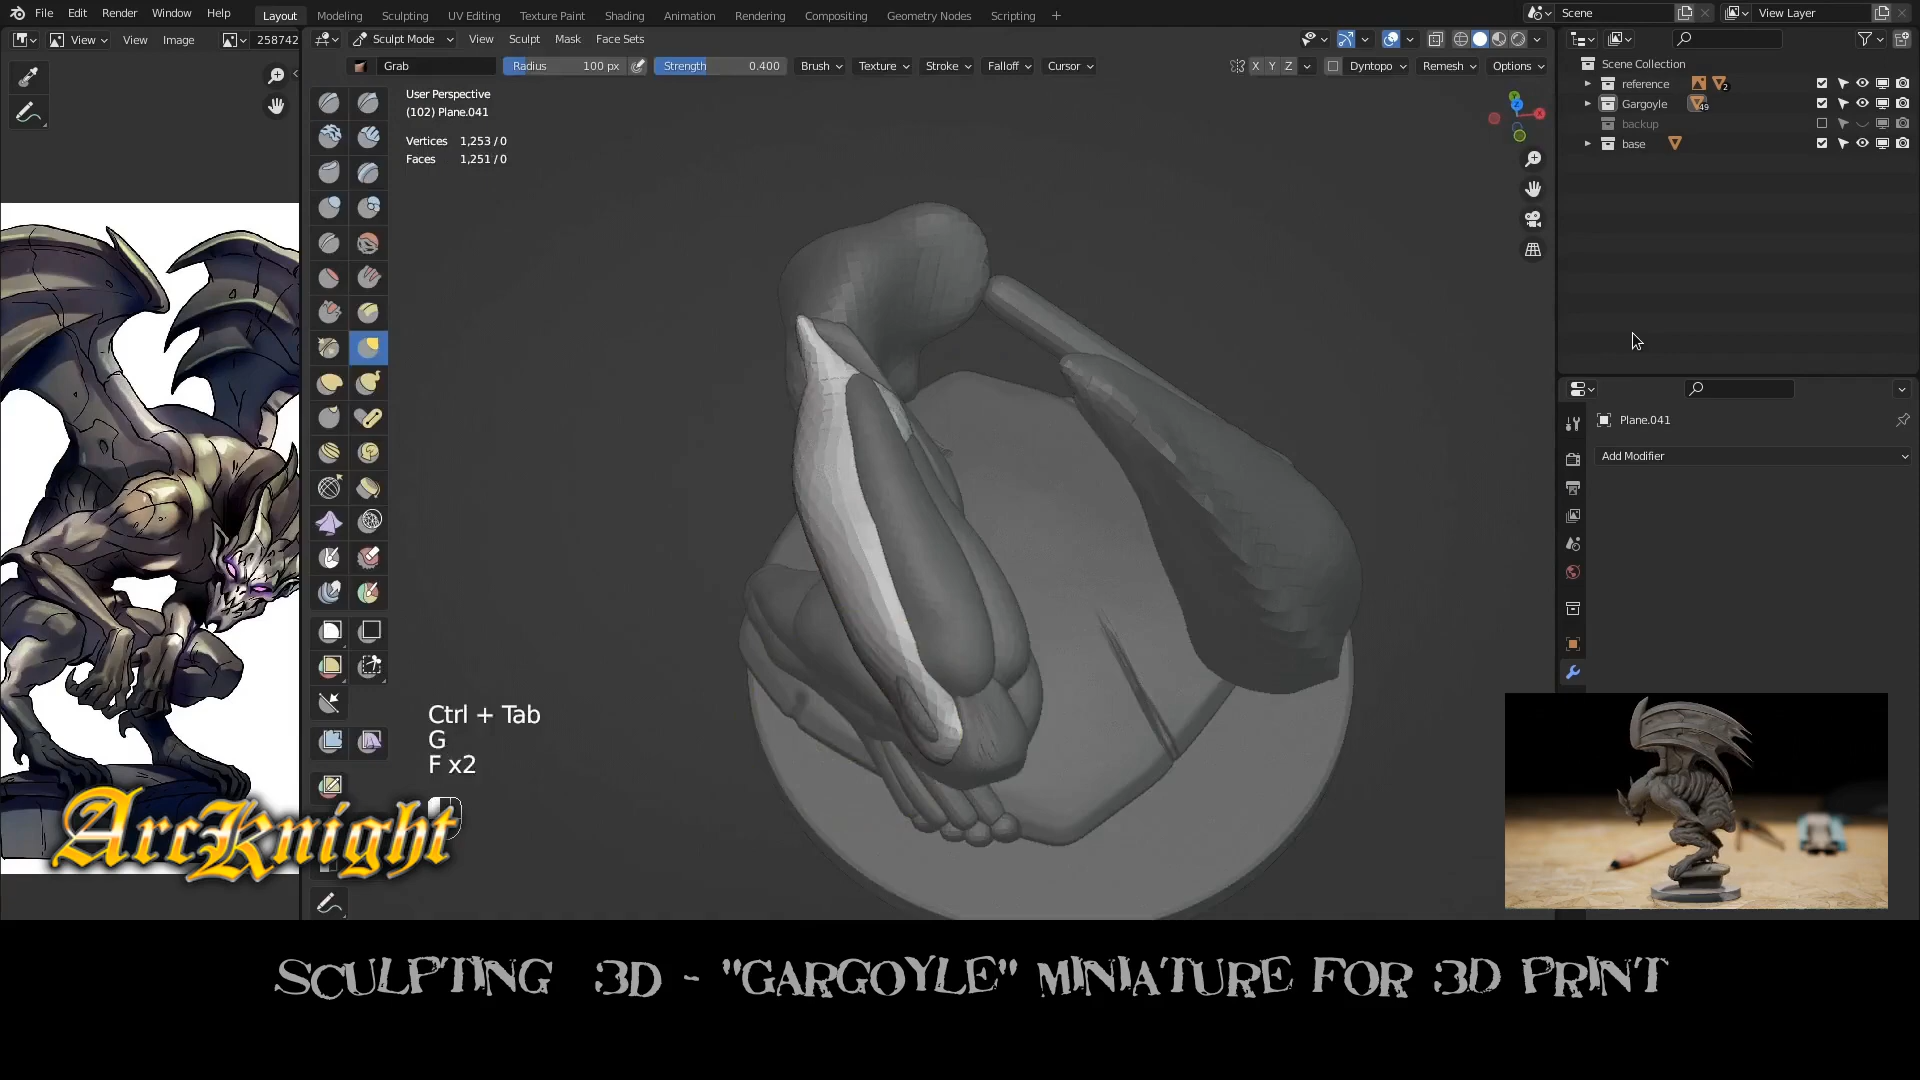 File Edit Render Window Help
Layout Modeling Sculpting UV Editing Texture Paint Shading Animation Rendering Compositing Geometry Nodes Scripting +
Scene
View Layer
View View Image 258742
Sculpt Mode View Sculpt Mask Face Sets
Grab Radius 100 px Strength 0.400 Brush Texture Stroke Falloff Cursor X Y Z Dyntopo Remesh Options
User Perspective
(102) Plane.041
Vertices 1,253 / 0
Faces 1,251 / 0
Scene Collection
reference 2
Gargoyle 49
backup
base
Plane.041
Add Modifier
Ctrl + Tab
G
F x2
ArcKnight
SCULPTING 3D - "GARGOYLE" MINIATURE FOR 3D PRINT